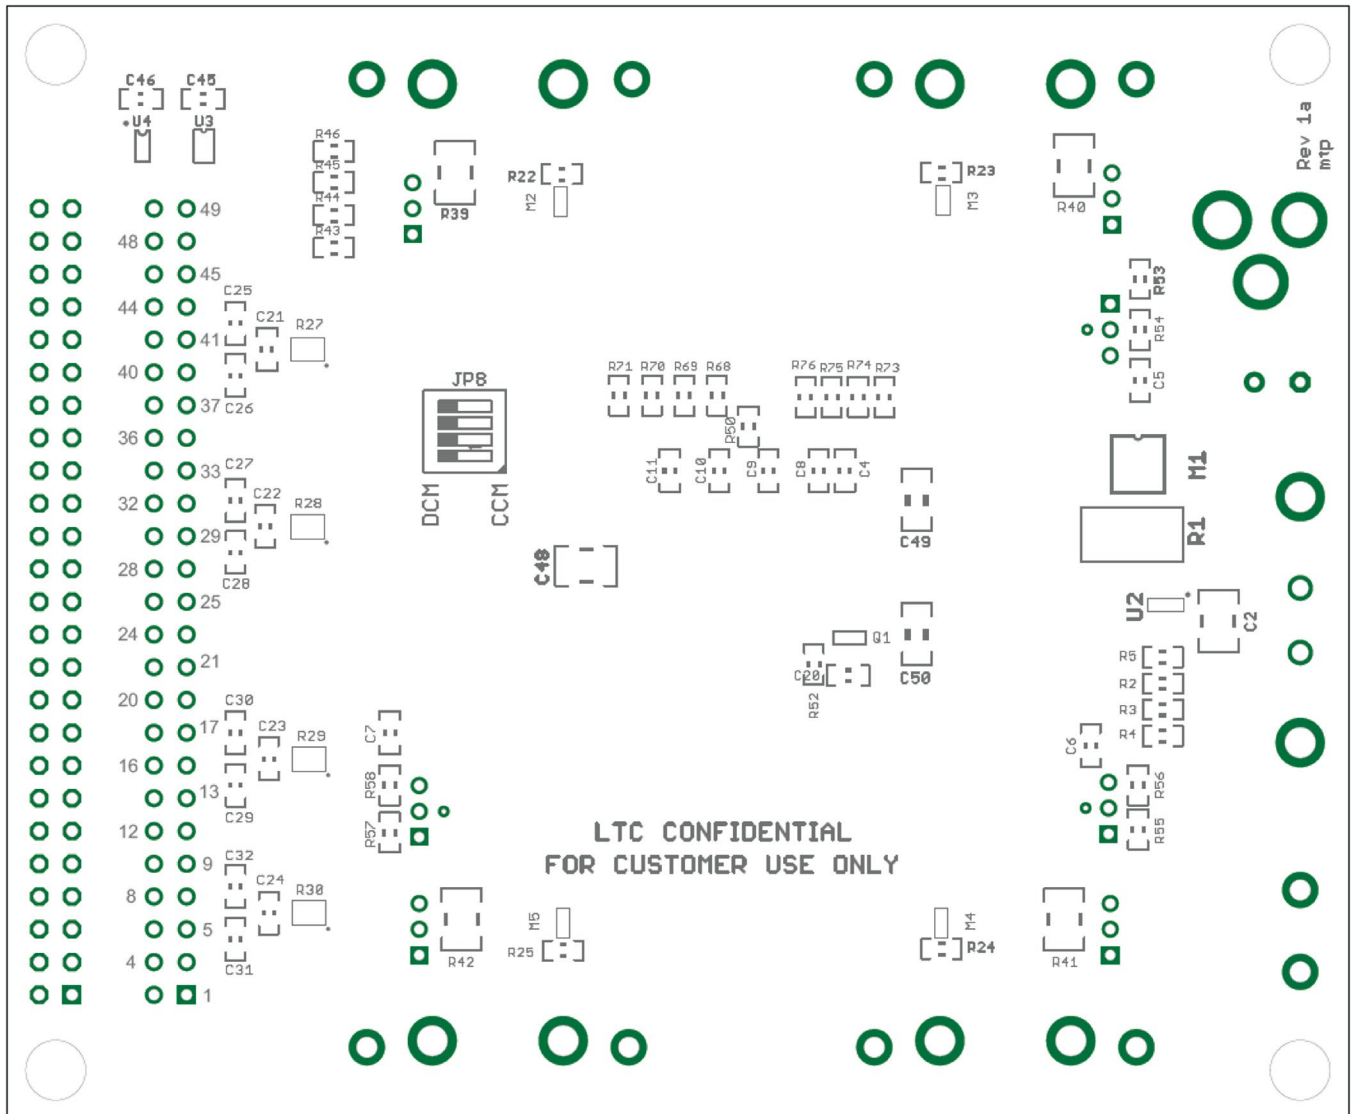 C46 C45
U4 U3
Rev 1a
mtp
R46
R45
R44
R43
R39
R22
M2
R23
M3
R40
49
48
45
44
41
40
37
36
33
32
29
28
25
24
21
20
17
16
13
12
9
8
5
4
1
C25
C21
R27
C26
R53
R54
C5
JP8
DCM CCM
R71 R70 R69 R68
R76 R75 R74 R73
R50
C11 C10 C9 C8 C4
C27
C22
R28
C28
C49
C48
M1
R1
U2
C2
Q1
C20
R52
C50
R5
R2
R3
R4
C6
R56
R55
C30
C23
R29
C29
C7
R58
R57
LTC CONFIDENTIAL
FOR CUSTOMER USE ONLY
C32
C24
R30
C31
R42
M5
R25
M4
R24
R41